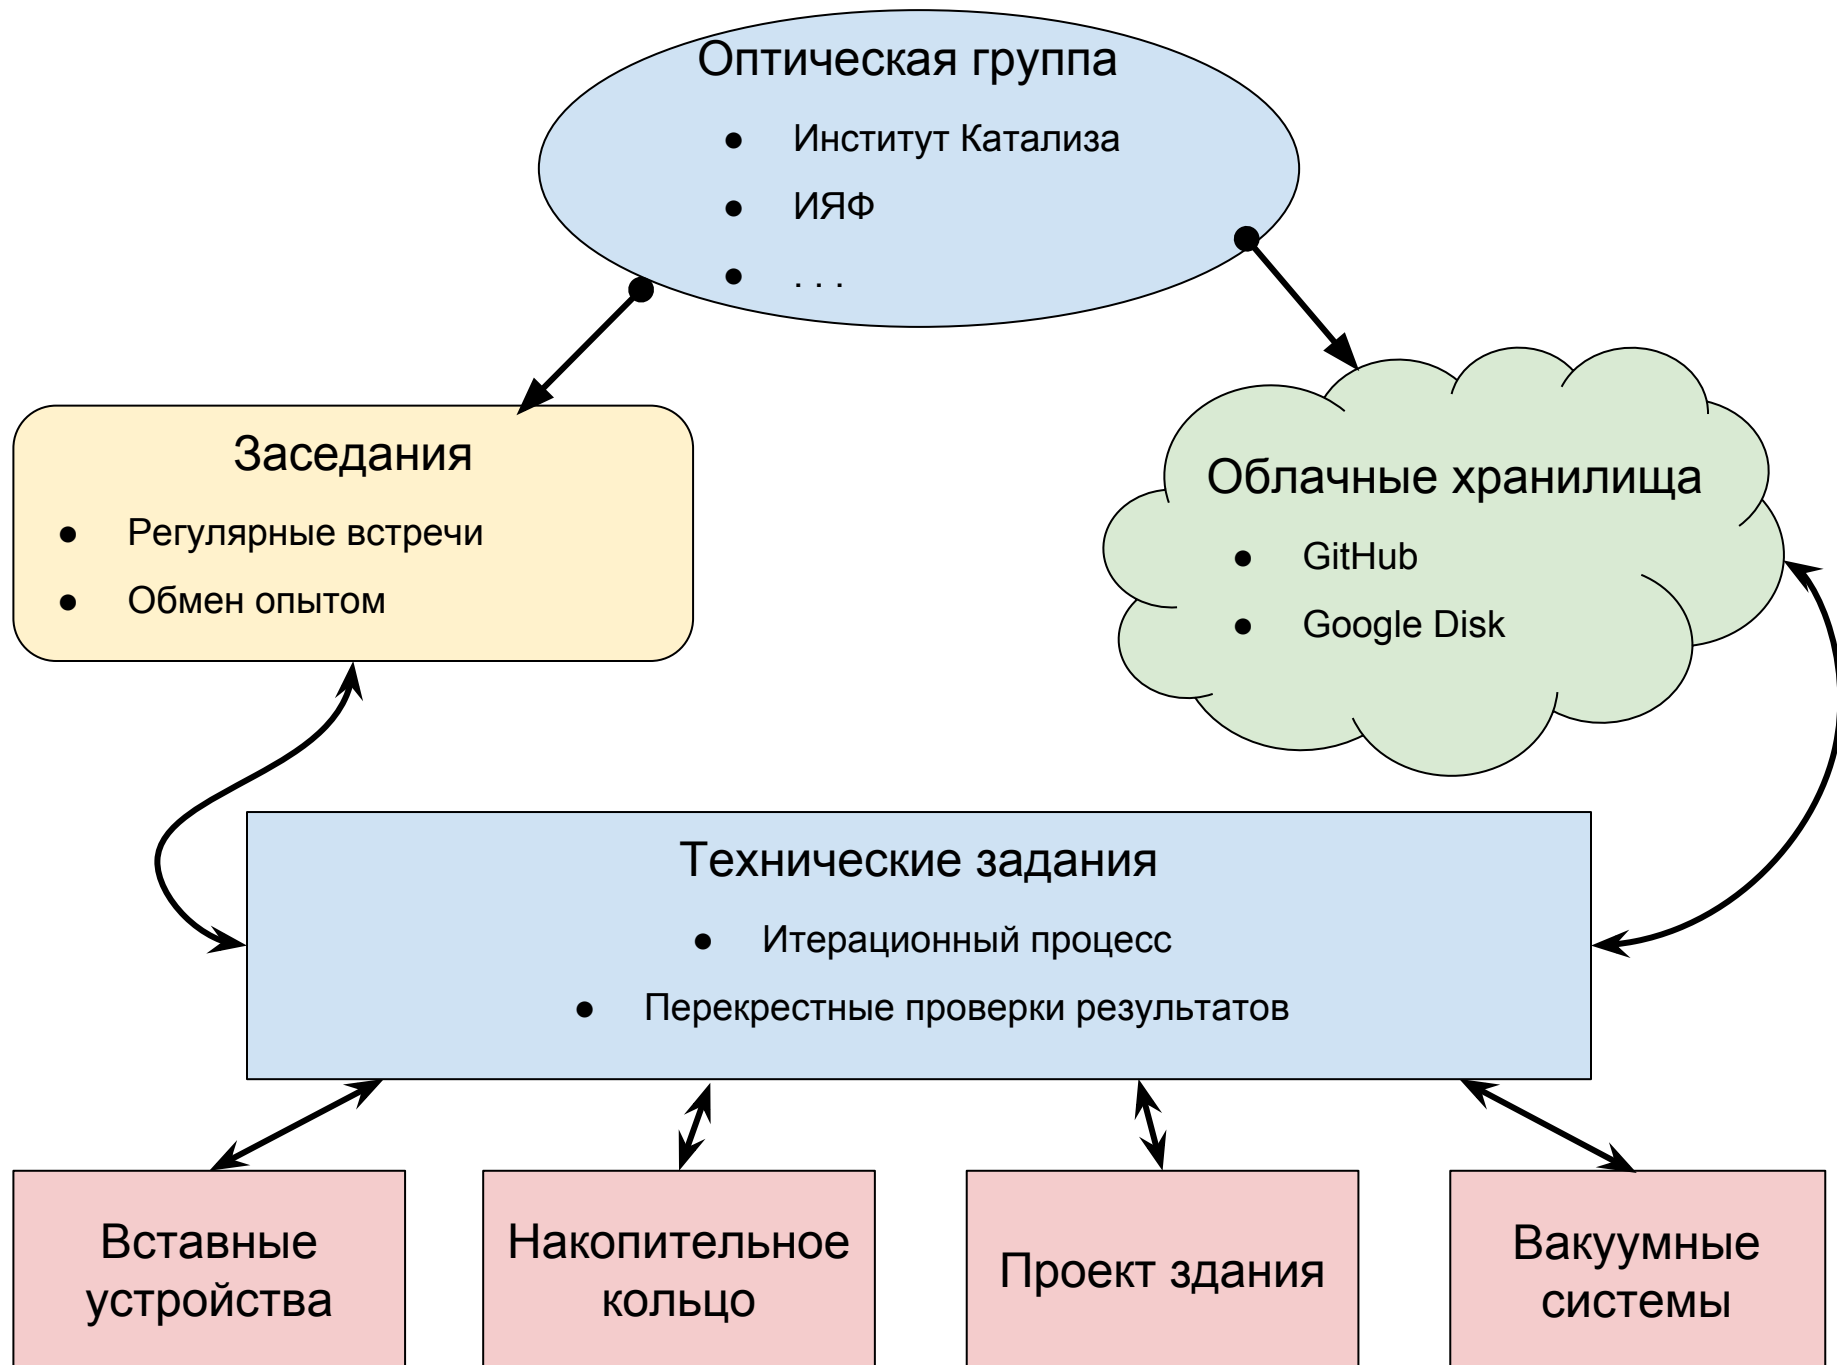 Оптическая группа
● Институт Катализа
● ИЯФ
● . . .
Заседания
● Регулярные встречи
● Обмен опытом
Облачные хранилища
● GitHub
● Google Disk
Технические задания
● Итерационный процесс
● Перекрестные проверки результатов
Вставные
устройства
Накопительное
кольцо
Проект здания
Вакуумные
системы